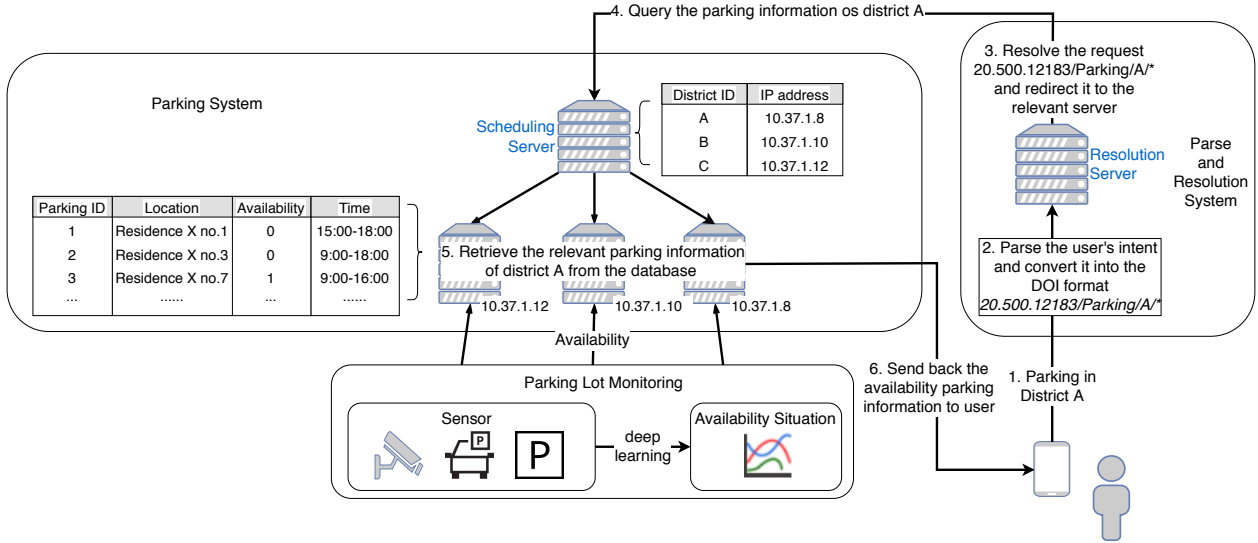 4. Query the parking information os district A
Parking System
Scheduling
Server
District ID IP address
A 10.37.1.8
B 10.37.1.10
C 10.37.1.12
Parking ID Location Availability Time
1 Residence X no.1 0 15:00-18:00
2 Residence X no.3 0 9:00-18:00
3 Residence X no.7 1 9:00-16:00
... ...... ... ......
5. Retrieve the relevant parking information
of district A from the database
10.37.1.12
10.37.1.10
10.37.1.8
Availability
Parking Lot Monitoring
Sensor
P
P
deep
learning
Availability Situation
3. Resolve the request
20.500.12183/Parking/A/*
and redirect it to the
relevant server
Resolution
Server
Parse
and
Resolution
System
2. Parse the user's intent
and convert it into the
DOI format
20.500.12183/Parking/A/*
1. Parking in
District A
6. Send back the
availability parking
information to user